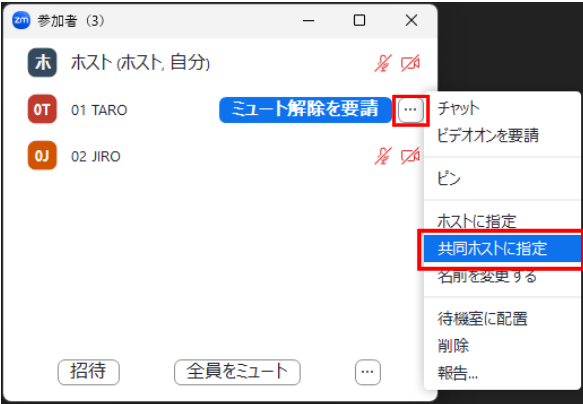 zm 参加者 (3)
ホ ホスト (ホスト, 自分)
0T 01 TARO ミュート解除を要請 ...
0J 02 JIRO
チャット
ビデオオンを要請
ピン
ホストに指定
共同ホストに指定
名前を変更する
待機室に配置
削除
報告...
招待 全員をミュート ...